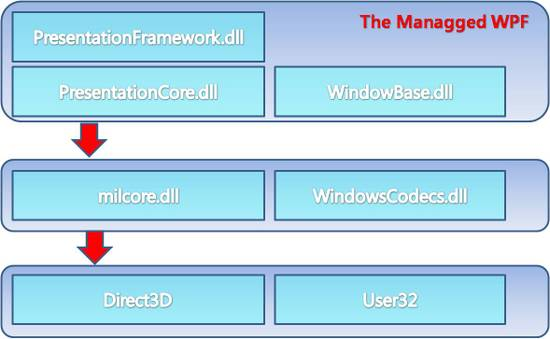 The Managged WPF
PresentationFramework.dll
PresentationCore.dll
WindowBase.dll
milcore.dll
WindowsCodecs.dll
Direct3D
User32